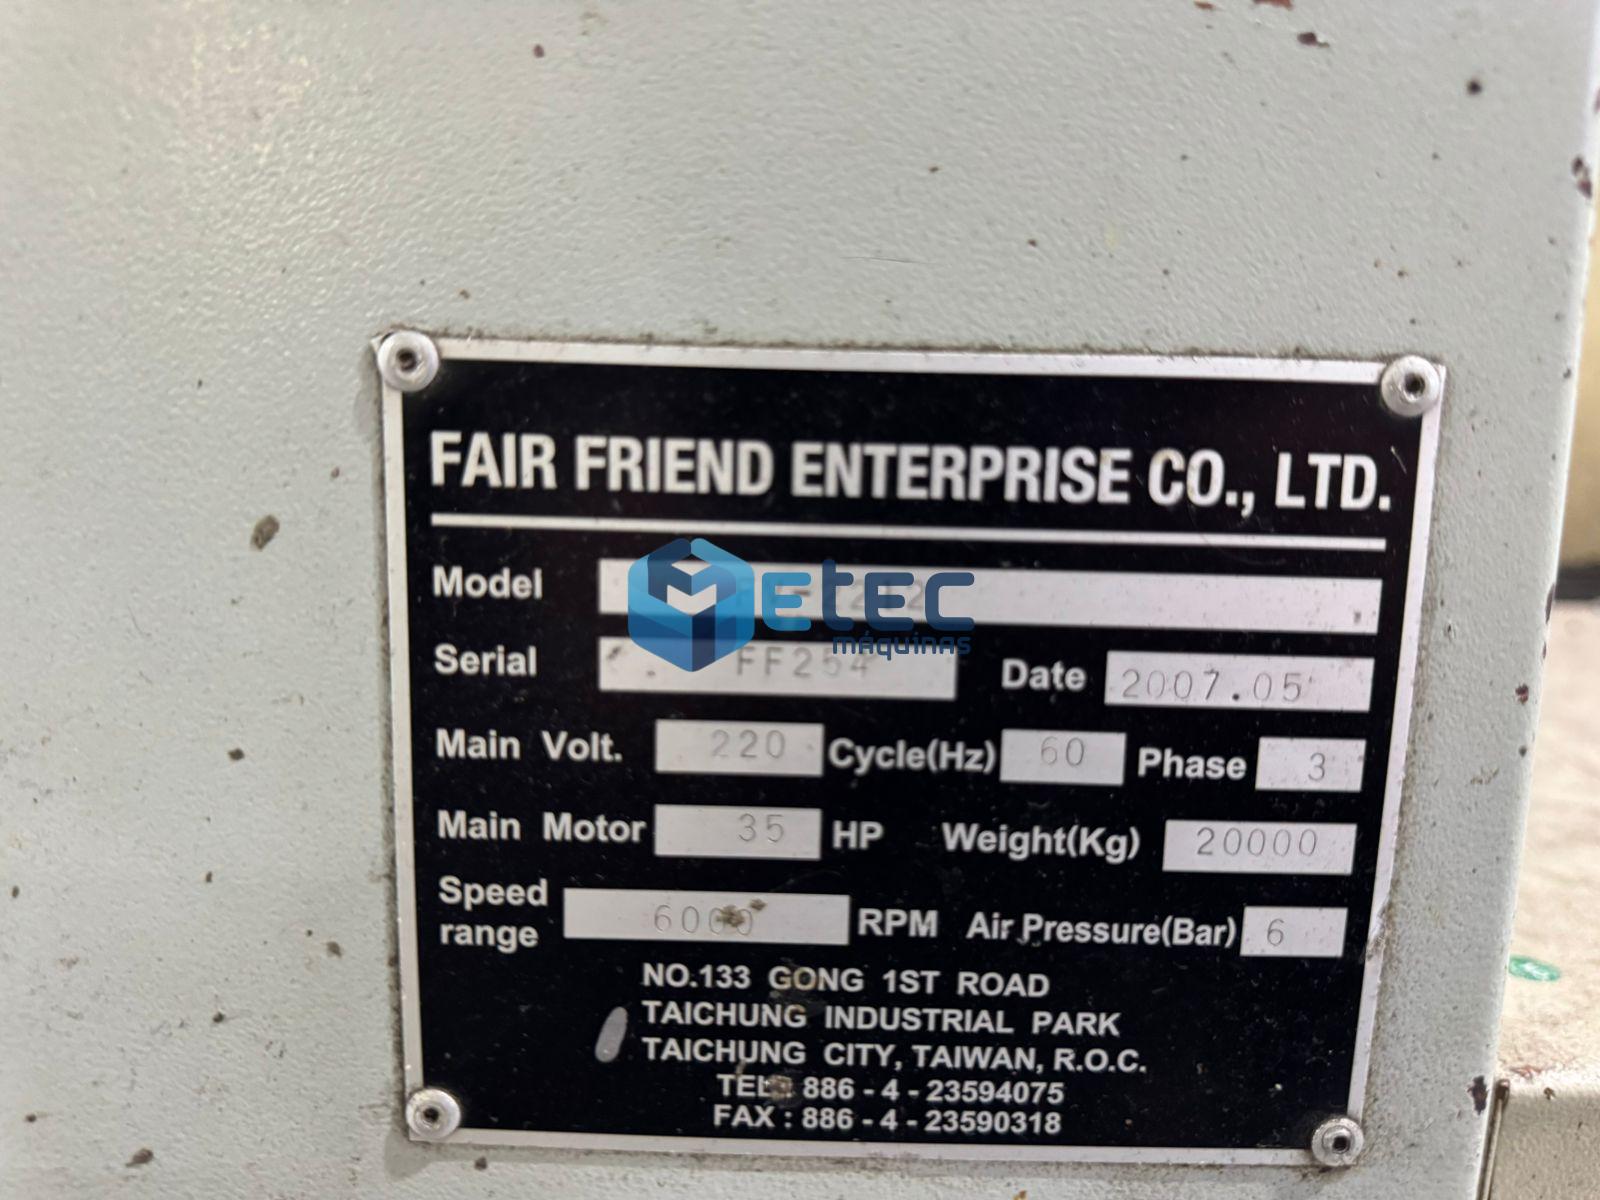 FAIR FRIEND ENTERPRISE CO., LTD.
Model
METEC
máquinas
Serial FF254 Date 2007.05
Main Volt. 220 Cycle(Hz) 60 Phase 3
Main Motor 35 HP Weight(Kg) 20000
Speed range 6000 RPM Air Pressure(Bar) 6
NO.133 GONG 1ST ROAD
TAICHUNG INDUSTRIAL PARK
TAICHUNG CITY, TAIWAN, R.O.C.
TEL : 886 - 4 - 23594075
FAX : 886 - 4 - 23590318